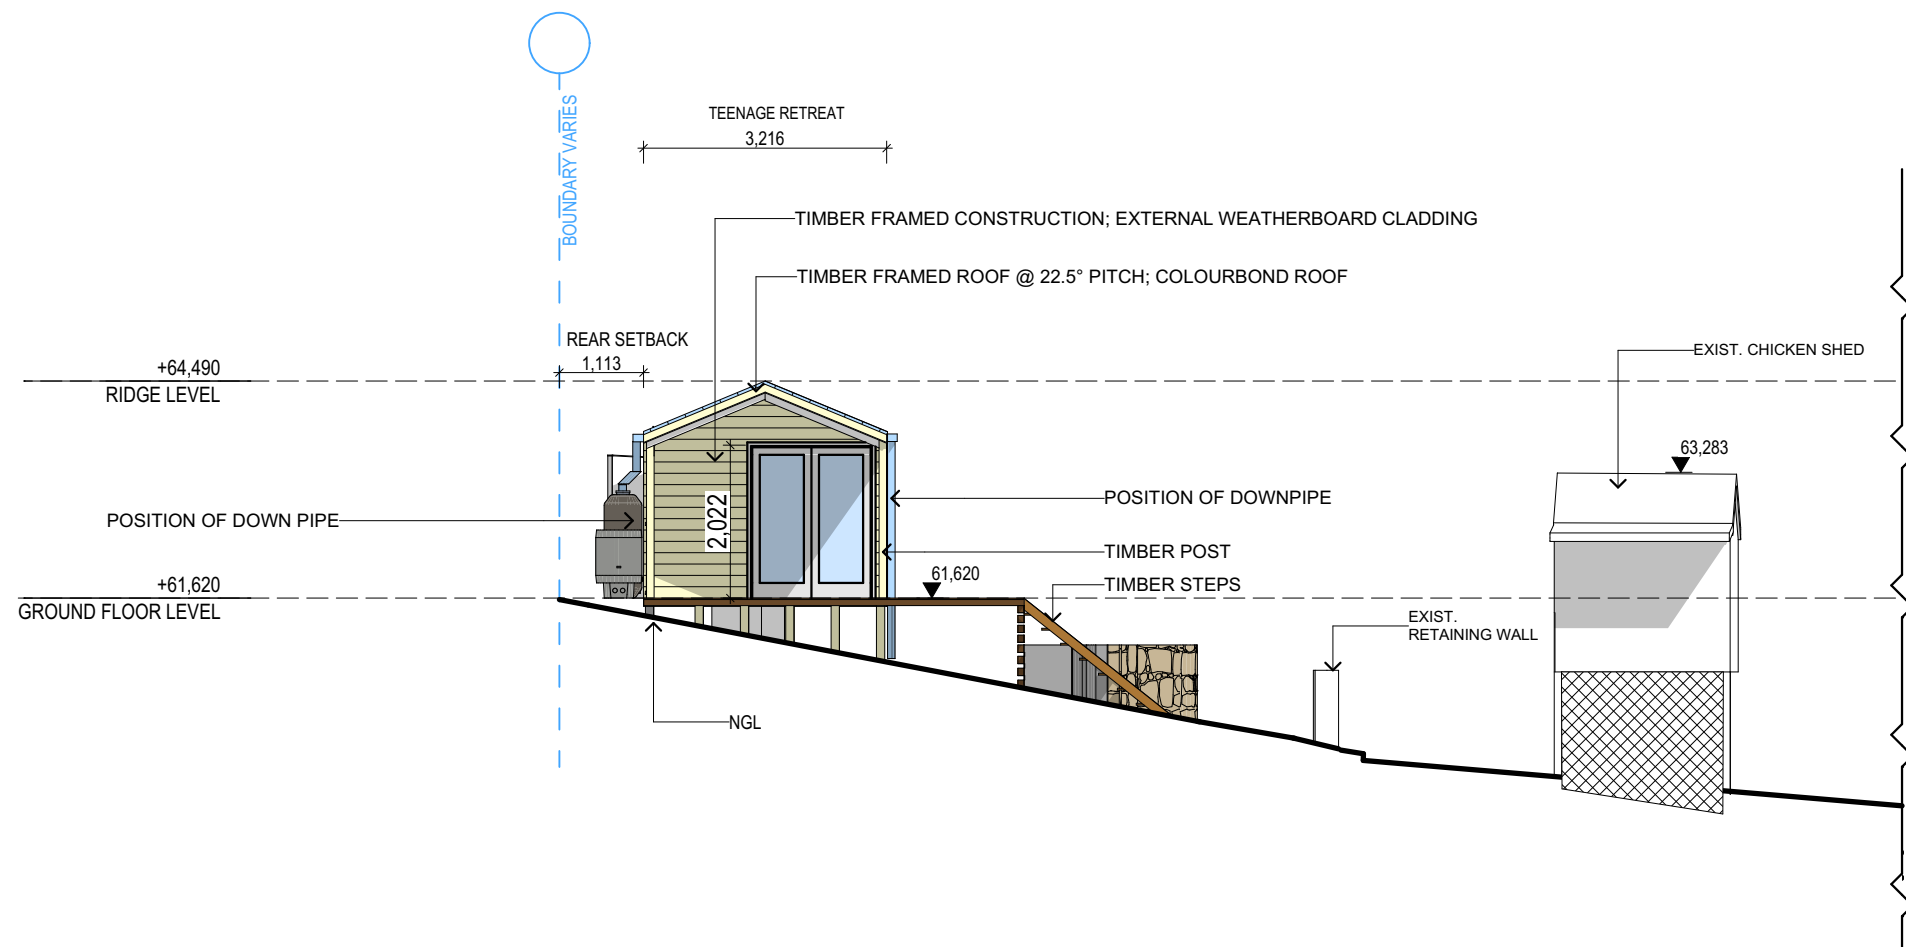 BOUNDARY VARIES
TEENAGE RETREAT
3,216
TIMBER FRAMED CONSTRUCTION; EXTERNAL WEATHERBOARD CLADDING
TIMBER FRAMED ROOF @ 22.5° PITCH; COLOURBOND ROOF
REAR SETBACK
1,113
EXIST. CHICKEN SHED
+64,490
RIDGE LEVEL
63,283
POSITION OF DOWNPIPE
2,022
POSITION OF DOWN PIPE
TIMBER POST
61,620
TIMBER STEPS
+61,620
GROUND FLOOR LEVEL
EXIST.
RETAINING WALL
NGL